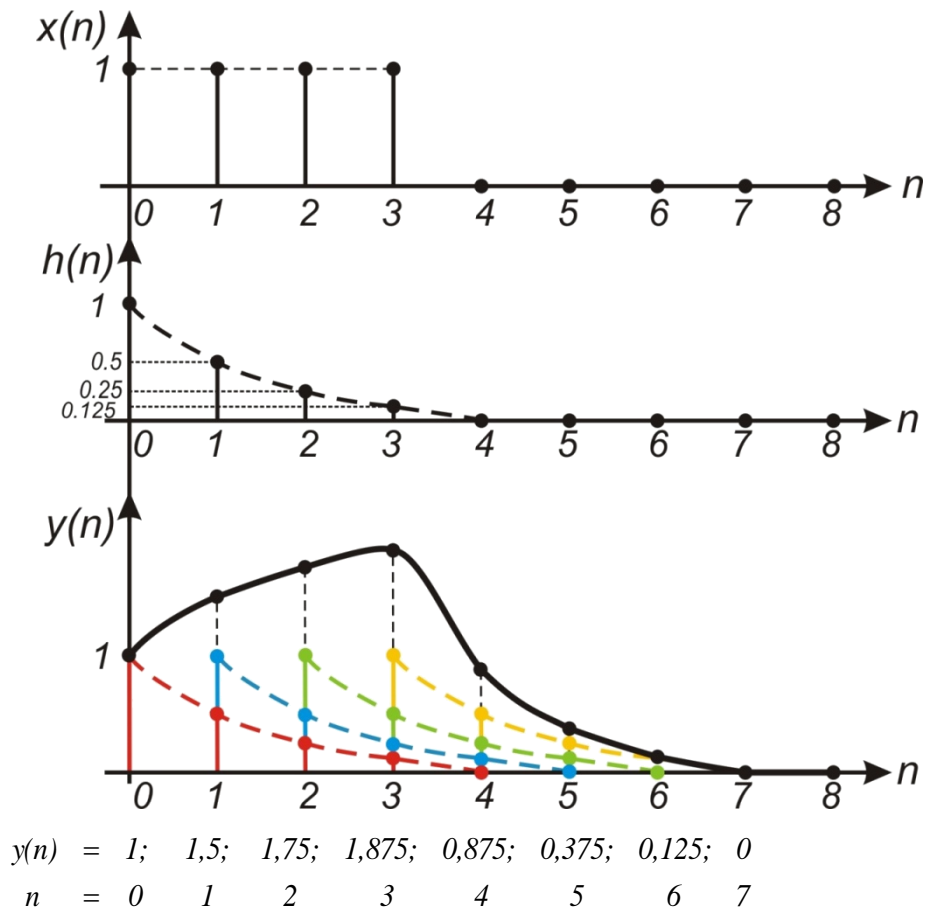 x(n)
1
n
0 1 2 3 4 5 6 7 8
h(n)
1
0.5
0.25
0.125
n
0 1 2 3 4 5 6 7 8
y(n)
1
n
0 1 2 3 4 5 6 7 8
y(n) = 1; 1,5; 1,75; 1,875; 0,875; 0,375; 0,125; 0
n = 0 1 2 3 4 5 6 7